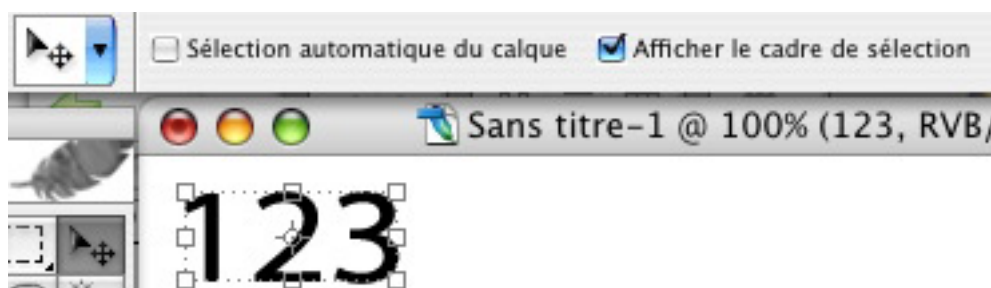 Sélection automatique du calque Afficher le cadre de sélection
Sans titre-1 @ 100% (123, RVB/
123